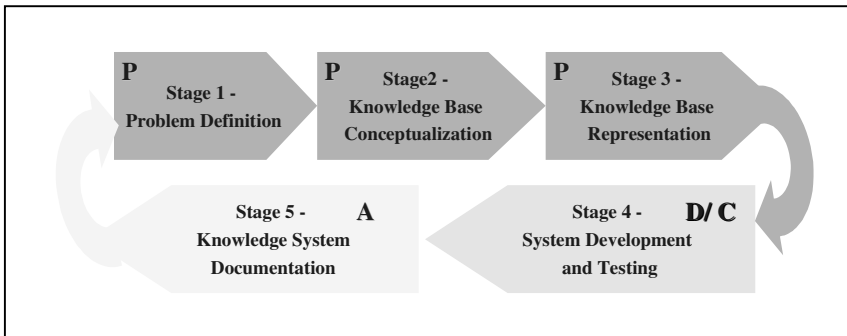 P
Stage 1 -
Problem Definition
P
Stage2 -
Knowledge Base
Conceptualization
P
Stage 3 -
Knowledge Base
Representation
D/ C
Stage 4 -
System Development
and Testing
A
Stage 5 -
Knowledge System
Documentation